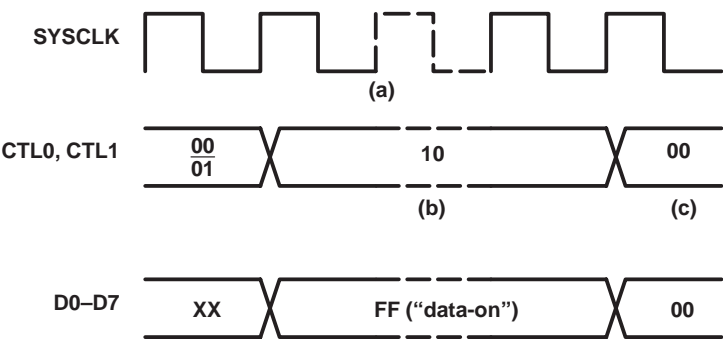 SYSCLK
(a)
CTL0, CTL1
00
01
10
00
(b)
(c)
D0–D7
XX
FF (“data-on”)
00